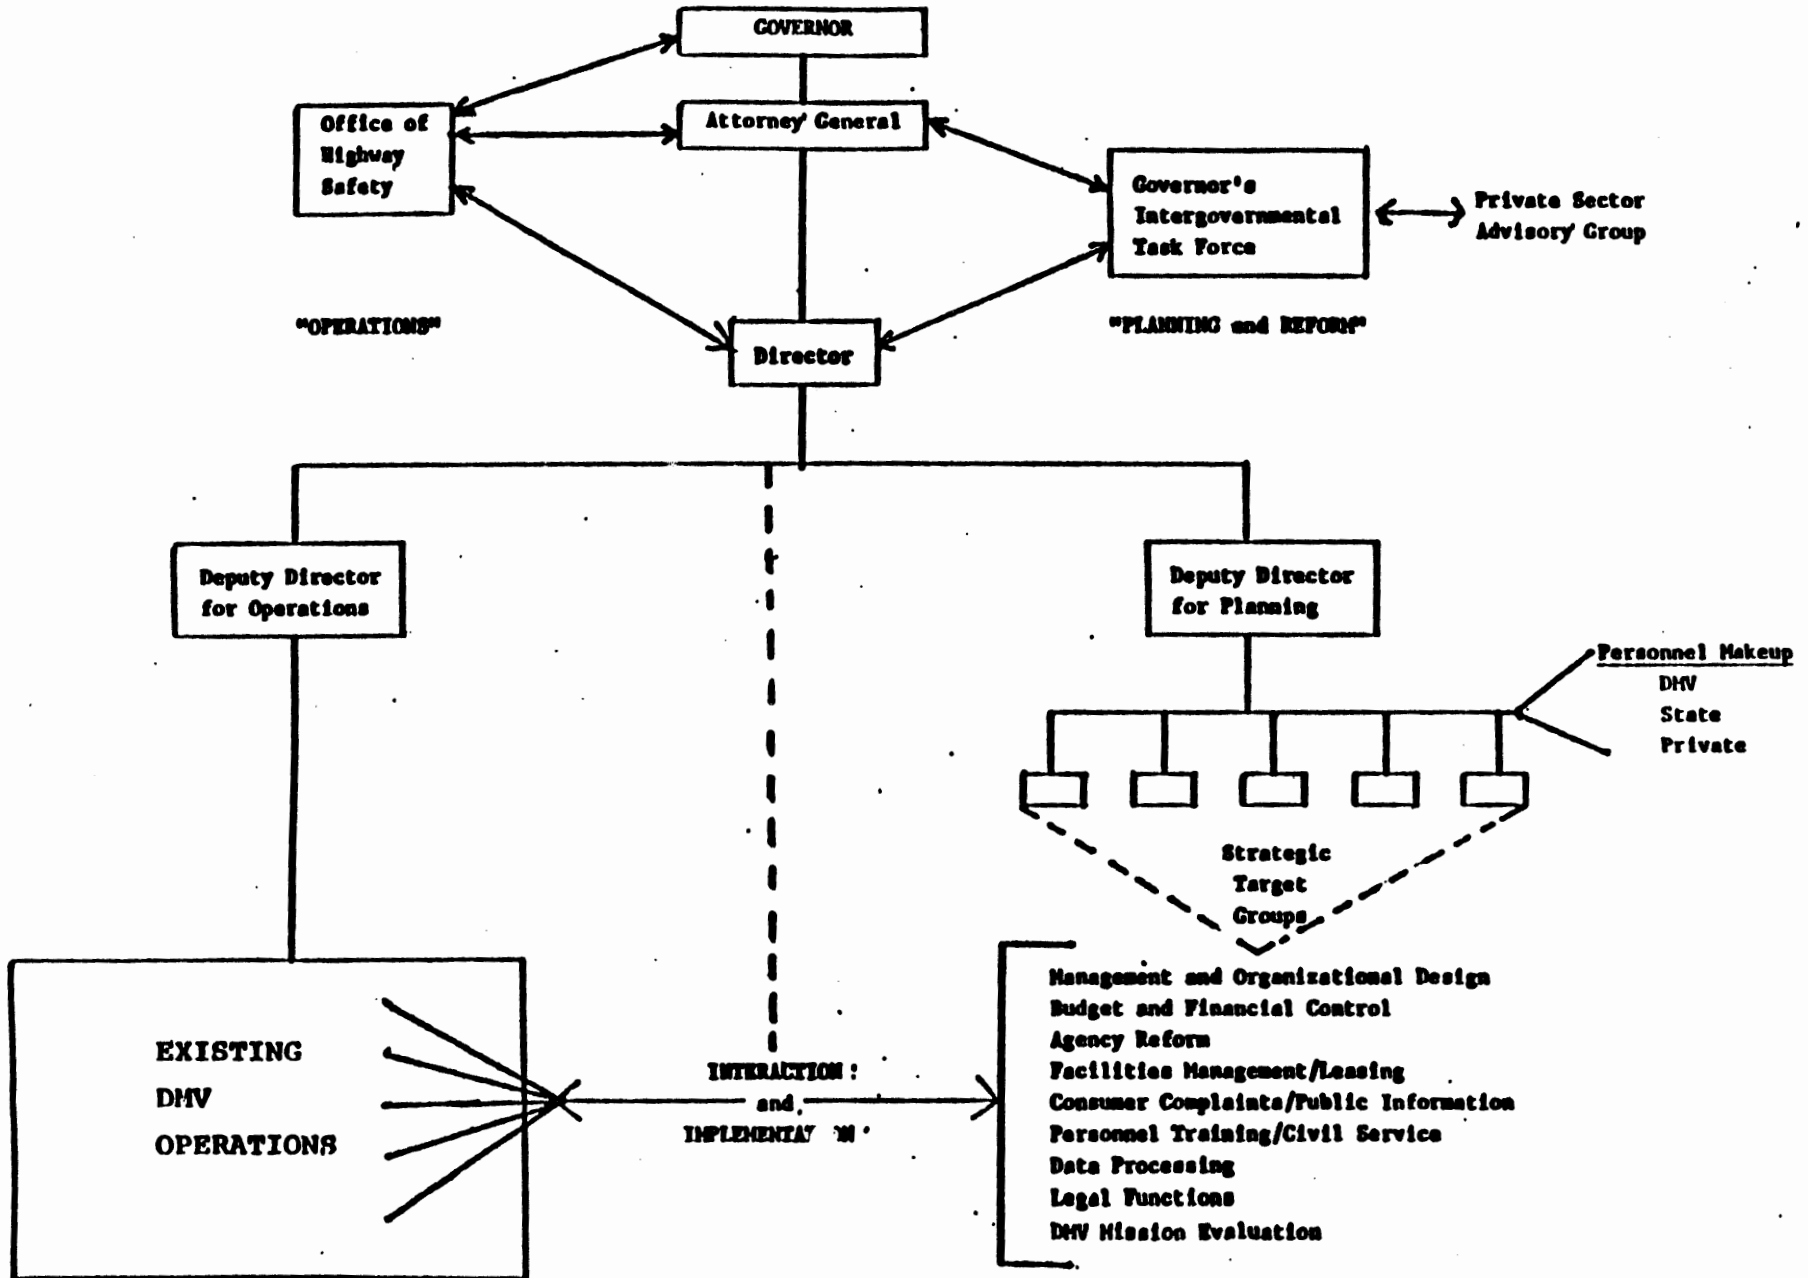 GOVERNOR
Attorney General
Office of
Highway
Safety
Governor's
Intergovernmental
Task Force
Private Sector
Advisory Group
"OPERATIONS"
"PLANNING and REFORM"
Director
Deputy Director
for Operations
Deputy Director
for Planning
Personnel Makeup
DMV
State
Private
Strategic
Target
Groups
EXISTING
DMV
OPERATIONS
INTERACTION:
and
Management and Organizational Design
Budget and Financial Control
Agency Reform
Facilities Management/Leasing
Consumer Complaints/Public Information
Personnel Training/Civil Service
Data Processing
Legal Functions
DMV Mission Evaluation